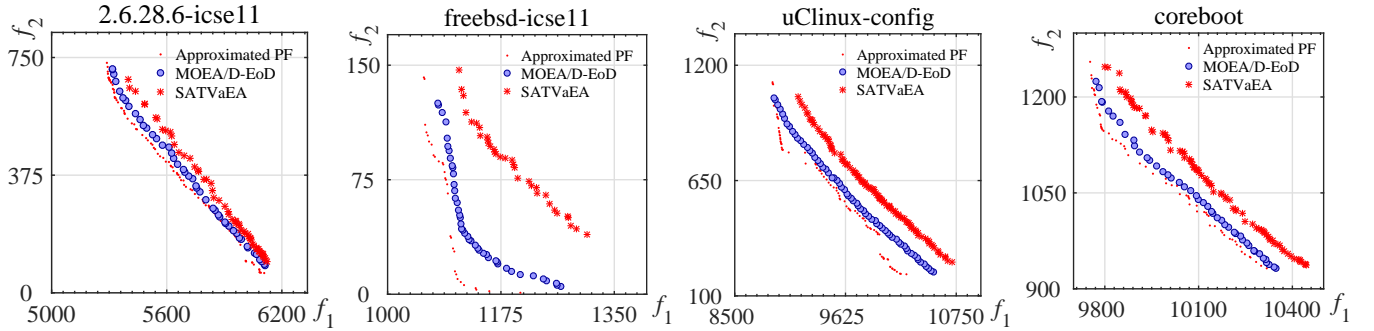 2.6.28.6-icse11
f2
750
375
0
5000
5600
6200
f1
Approximated PF
MOEA/D-EoD
SATVaEA
freebsd-icse11
f2
150
75
0
1000
1175
1350
f1
Approximated PF
MOEA/D-EoD
SATVaEA
uClinux-config
f2
1200
650
100
8500
9625
10750
f1
Approximated PF
MOEA/D-EoD
SATVaEA
coreboot
f2
1200
1050
900
9800
10100
10400
f1
Approximated PF
MOEA/D-EoD
SATVaEA